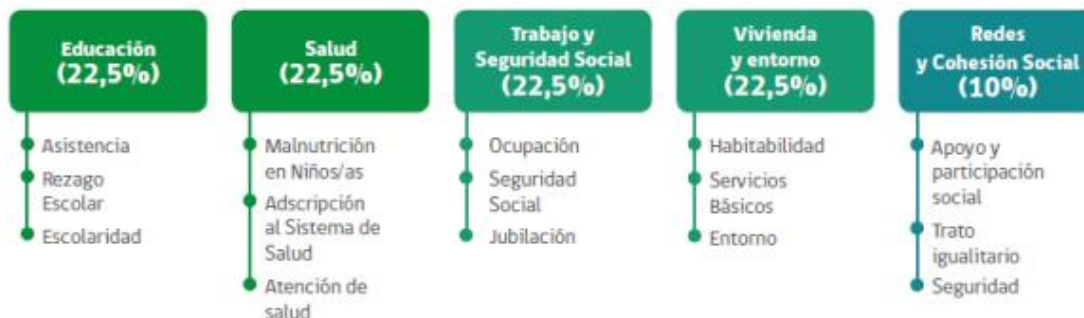 Educación
(22,5%)
Asistencia
Rezago
Escolar
Escolaridad
Salud
(22,5%)
Malnutrición
en Niños/as
Adscripción
al Sistema de
Salud
Atención de
salud
Trabajo y
Seguridad Social
(22,5%)
Ocupación
Seguridad
Social
Jubilación
Vivienda
y entorno
(22,5%)
Habitabilidad
Servicios
Básicos
Entorno
Redes
y Cohesión Social
(10%)
Apoyo y
participación
social
Trato
igualitario
Seguridad